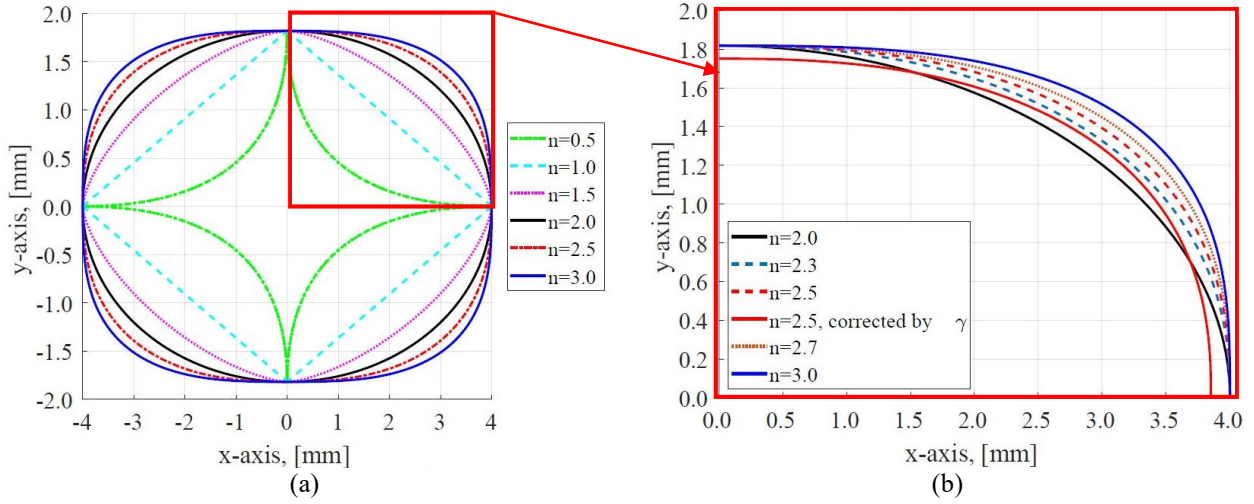 2.0
1.5
1.0
0.5
0.0
-0.5
-1.0
-1.5
-2.0
y-axis, [mm]
-4 -3 -2 -1 0 1 2 3 4
x-axis, [mm]
(a)
n=0.5
n=1.0
n=1.5
n=2.0
n=2.5
n=3.0
2.0
1.8
1.6
1.4
1.2
1.0
0.8
0.6
0.4
0.2
0.0
y-axis, [mm]
n=2.0
n=2.3
n=2.5
n=2.5, corrected by γ
n=2.7
n=3.0
0.0 0.5 1.0 1.5 2.0 2.5 3.0 3.5 4.0
x-axis, [mm]
(b)